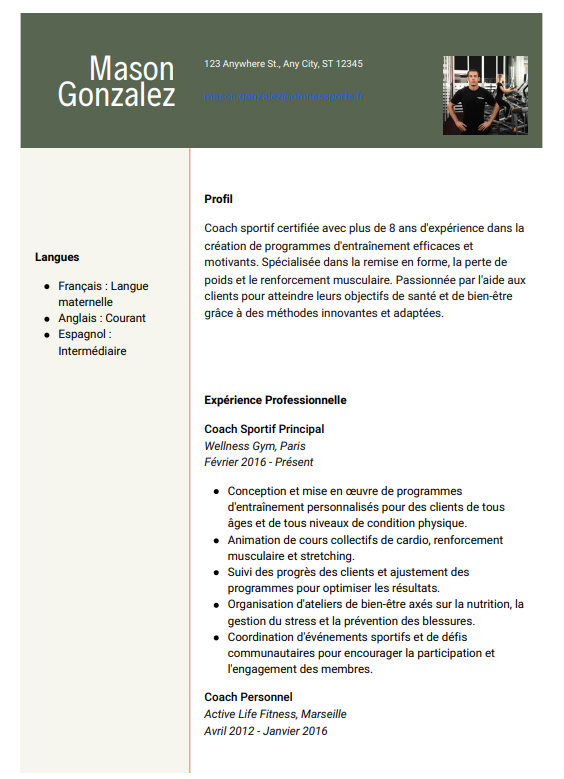 Mason
Gonzalez
123 Anywhere St., Any City, ST 12345
Langues
Français : Langue
maternelle
Anglais : Courant
Espagnol :
Intermédiaire
Profil
Coach sportif certifiée avec plus de 8 ans d'expérience dans la
création de programmes d'entraînement efficaces et
motivants. Spécialisée dans la remise en forme, la perte de
poids et le renforcement musculaire. Passionnée par l'aide aux
clients pour atteindre leurs objectifs de santé et de bien-être
grâce à des méthodes innovantes et adaptées.
Expérience Professionnelle
Coach Sportif Principal
Wellness Gym, Paris
Février 2016 - Présent
Conception et mise en œuvre de programmes
d'entraînement personnalisés pour des clients de tous
âges et de tous niveaux de condition physique.
Animation de cours collectifs de cardio, renforcement
musculaire et stretching.
Suivi des progrès des clients et ajustement des
programmes pour optimiser les résultats.
Organisation d'ateliers de bien-être axés sur la nutrition, la
gestion du stress et la prévention des blessures.
Coordination d'événements sportifs et de défis
communautaires pour encourager la participation et
l'engagement des membres.
Coach Personnel
Active Life Fitness, Marseille
Avril 2012 - Janvier 2016